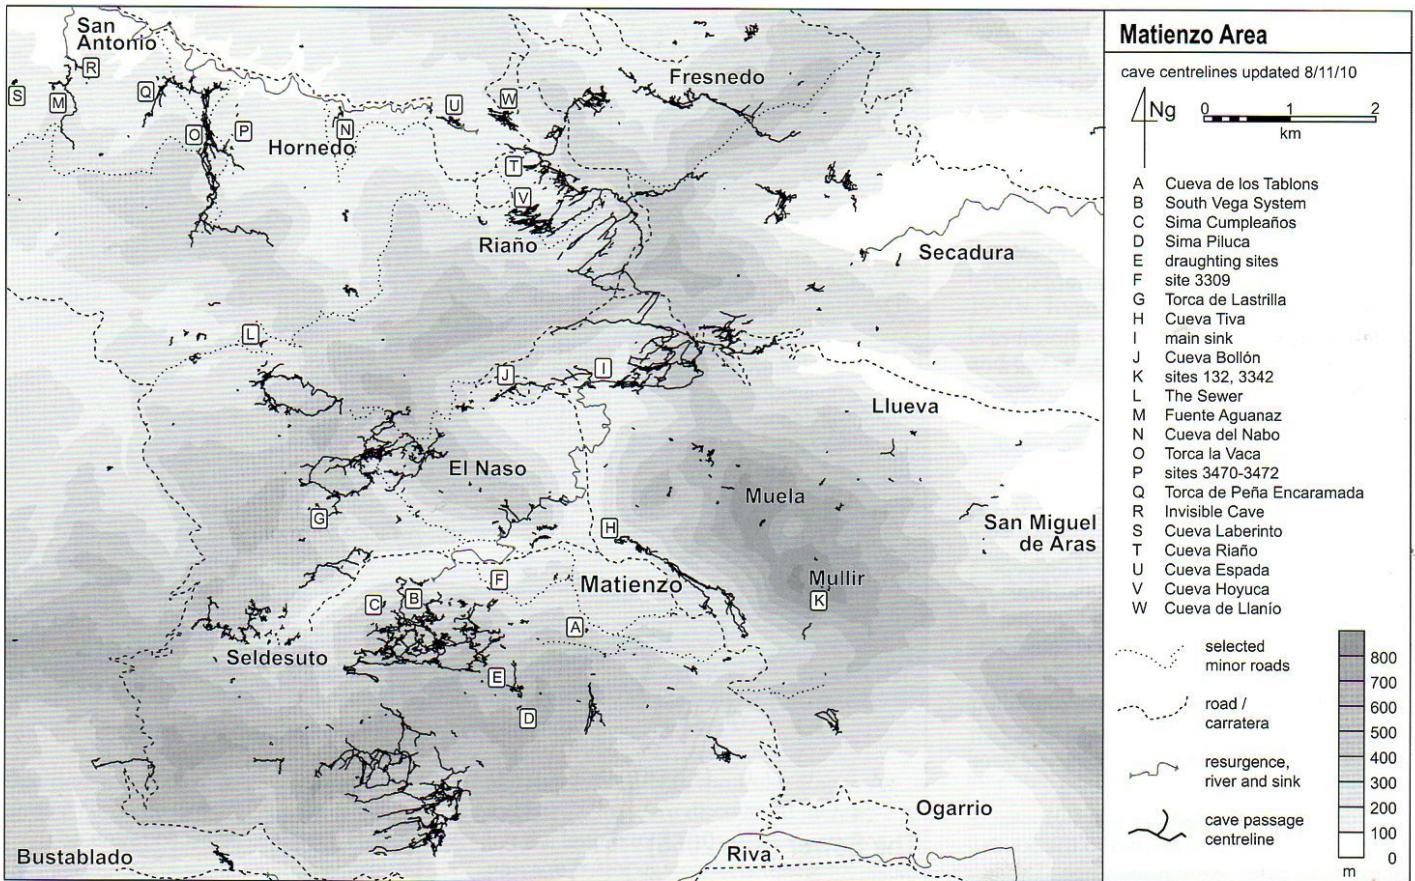 San
Antonio
R
S
M
Q
O
P
Hornedo
N
U
W
Fresnedo
T
V
Riaño
Secadura
L
J
I
Llueva
El Naso
Muela
G
H
San Miguel
de Aras
F
Matienzo
Mullir
K
C
B
A
Seldesuto
E
D
Ogarrio
Bustablado
Riva
Matienzo Area
cave centrelines updated 8/11/10
Ng
0 1 2
km
A Cueva de los Tablons
B South Vega System
C Sima Cumpleaños
D Sima Piluca
E draughting sites
F site 3309
G Torca de Lastrilla
H Cueva Tiva
I main sink
J Cueva Bollón
K sites 132, 3342
L The Sewer
M Fuente Aguanaz
N Cueva del Nabo
O Torca la Vaca
P sites 3470-3472
Q Torca de Peña Encaramada
R Invisible Cave
S Cueva Laberinto
T Cueva Riaño
U Cueva Espada
V Cueva Hoyuca
W Cueva de Llanío
selected
minor roads
road /
carratera
resurgence,
river and sink
cave passage
centreline
800
700
600
500
400
300
200
100
0
m